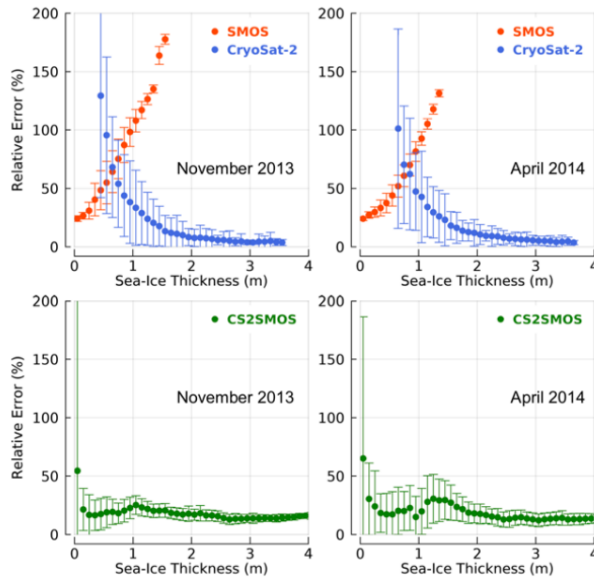 200
150
100
50
0
Relative Error (%)
SMOS
CryoSat-2
November 2013
0 1 2 3 4
Sea-Ice Thickness (m)
200
150
100
50
0
SMOS
CryoSat-2
April 2014
0 1 2 3 4
Sea-Ice Thickness (m)
200
150
100
50
0
Relative Error (%)
CS2SMOS
November 2013
0 1 2 3 4
Sea-Ice Thickness (m)
200
150
100
50
0
CS2SMOS
April 2014
0 1 2 3 4
Sea-Ice Thickness (m)